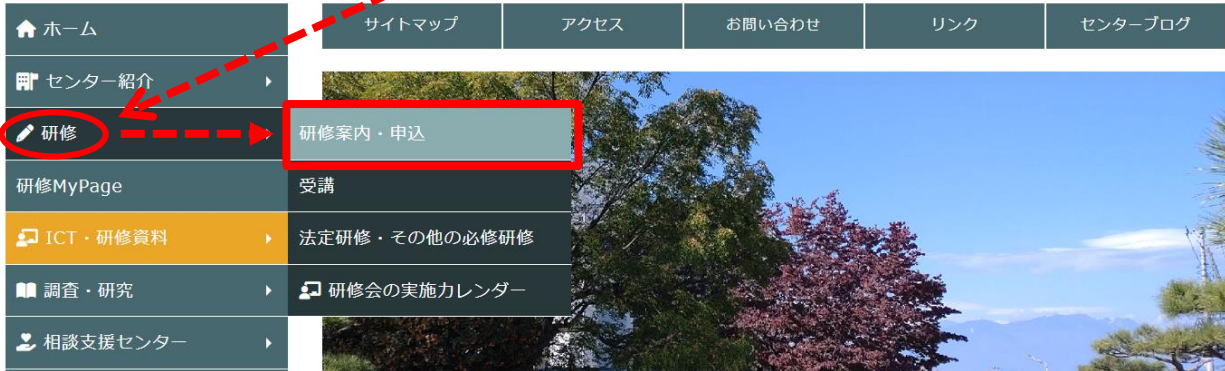 ホーム
サイトマップ
アクセス
お問い合わせ
リンク
センターブログ
センター紹介
研修
研修案内・申込
研修MyPage
受講
ICT・研修資料
法定研修・その他の必修研修
調査・研究
研修会の実施カレンダー
相談支援センター